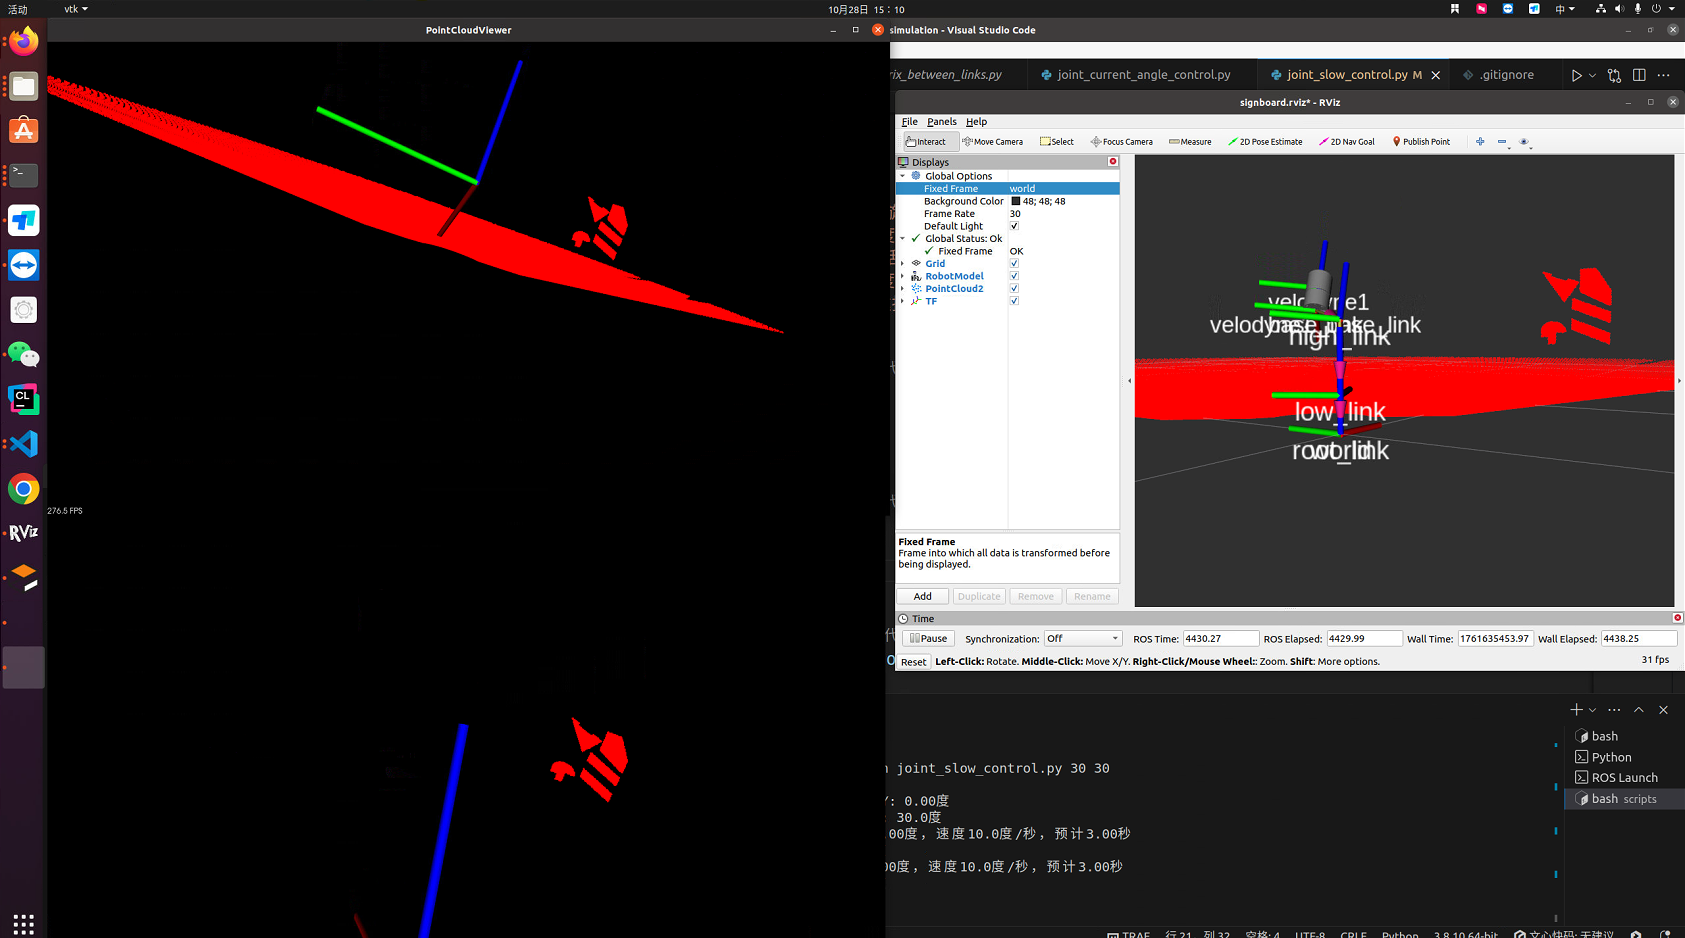 活动
vtk
10月28日 15：10
中
PointCloudViewer
simulation - Visual Studio Code
rix_between_links.py
joint_current_angle_control.py
joint_slow_control.py M
.gitignore
signboard.rviz* - RViz
File Panels Help
Interact Move Camera Select Focus Camera Measure 2D Pose Estimate 2D Nav Goal Publish Point
Displays
Global Options
Fixed Frame world
Background Color 48; 48; 48
Frame Rate 30
Default Light
Global Status: Ok
Fixed Frame OK
Grid
RobotModel
PointCloud2
TF
low_link
high_link
276.5 FPS
Fixed Frame
Frame into which all data is transformed before
being displayed.
Add Duplicate Remove Rename
Time
Pause Synchronization: Off ROS Time: 4430.27 ROS Elapsed: 4429.99 Wall Time: 1761635453.97 Wall Elapsed: 4438.25
Reset Left-Click: Rotate. Middle-Click: Move X/Y. Right-Click/Mouse Wheel:: Zoom. Shift: More options. 31 fps
RViz
bash
Python
ROS Launch
bash scripts
joint_slow_control.py 30 30
: 0.00度
30.0度
00度，速度10.0度/秒，预计3.00秒
00度，速度10.0度/秒，预计3.00秒
TRAE 行 21，列 32 空格: 4 UTF-8 CRLF Python 3.8.10 64-bit 文心快码: 无建议